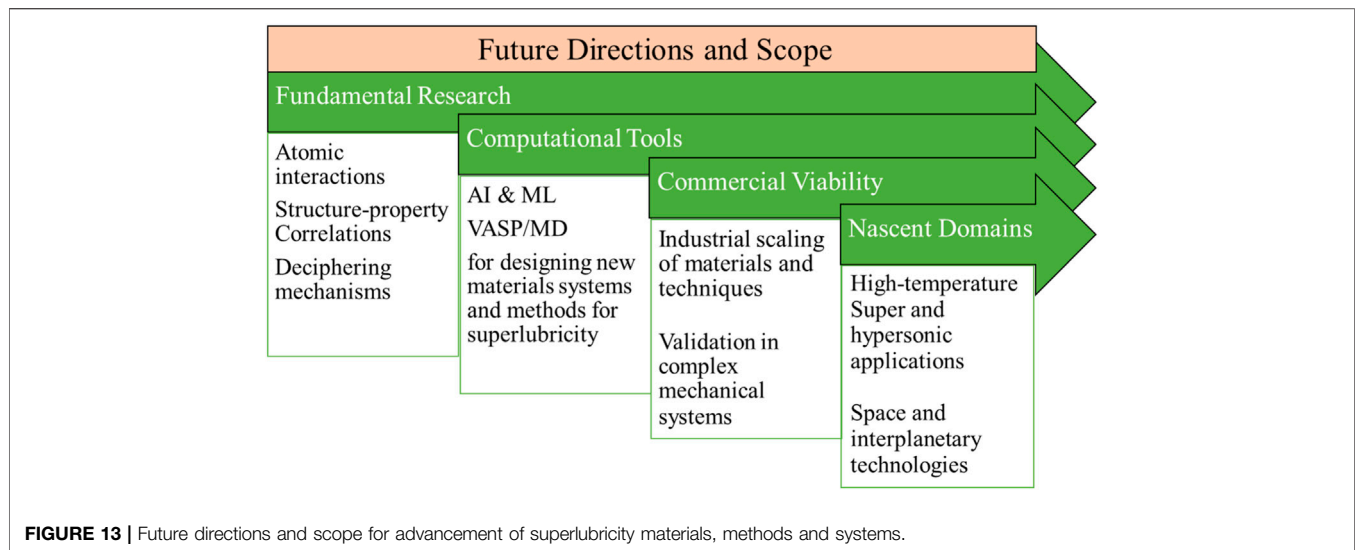 Future Directions and Scope
Fundamental Research
Atomic
interactions
Structure-property
Correlations
Deciphering
mechanisms
Computational Tools
AI & ML
VASP/MD
for designing new
materials systems
and methods for
superlubricity
Commercial Viability
Industrial scaling
of materials and
techniques
Validation in
complex
mechanical
systems
Nascent Domains
High-temperature
Super and
hypersonic
applications
Space and
interplanetary
technologies
FIGURE 13 | Future directions and scope for advancement of superlubricity materials, methods and systems.